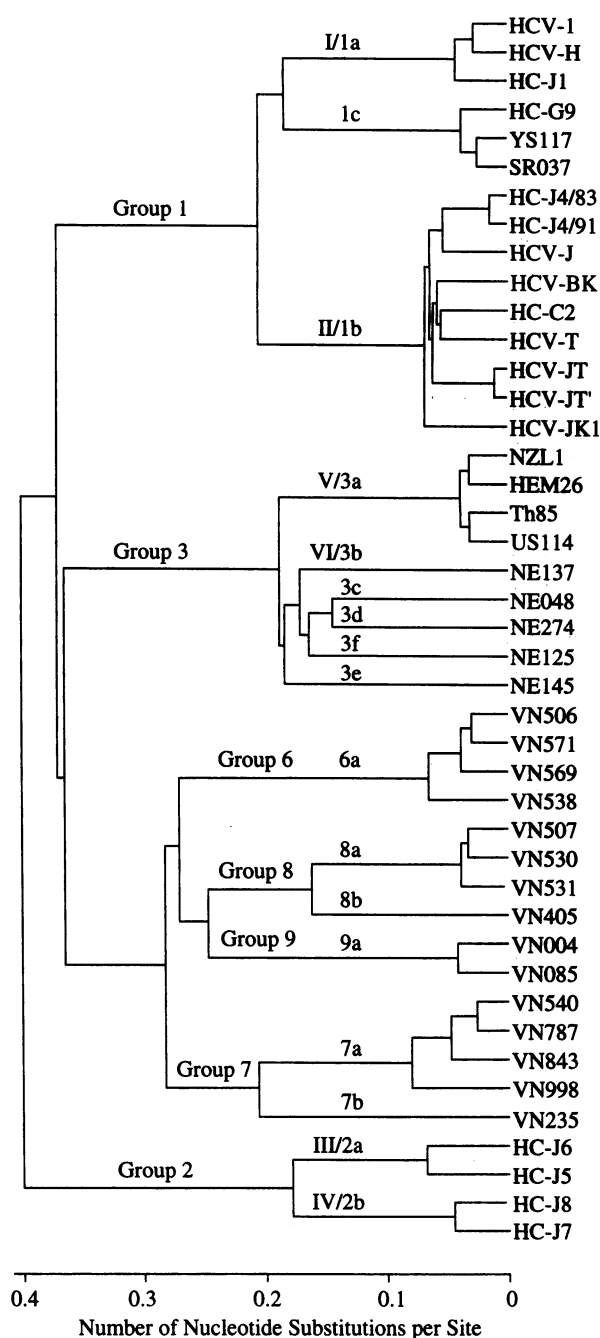 HCV-1
I/1a
HCV-H
HC-J1
HC-G9
1c
YS117
SR037
HC-J4/83
Group 1
HC-J4/91
HCV-J
HCV-BK
HC-C2
II/1b
HCV-T
HCV-JT
HCV-JT'
HCV-JK1
NZL1
V/3a
HEM26
Th85
US114
Group 3
VI/3b
NE137
3c
NE048
3d
NE274
3f
NE125
3e
NE145
VN506
VN571
Group 6 6a
VN569
VN538
VN507
8a
VN530
Group 8
VN531
8b
VN405
Group 9 9a
VN004
VN085
VN540
VN787
7a
VN843
Group 7
VN998
7b
VN235
III/2a
HC-J6
Group 2
HC-J5
IV/2b
HC-J8
HC-J7
0.4 0.3 0.2 0.1 0
Number of Nucleotide Substitutions per Site